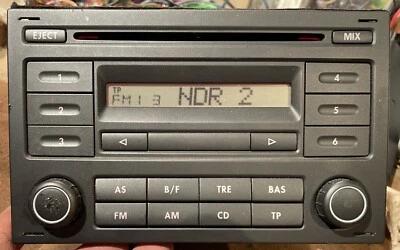 EJECT MIX
1 4
TP
FM1 3 NDR 2
2 5
3 6
AS B/F TRE BAS
FM AM CD TP